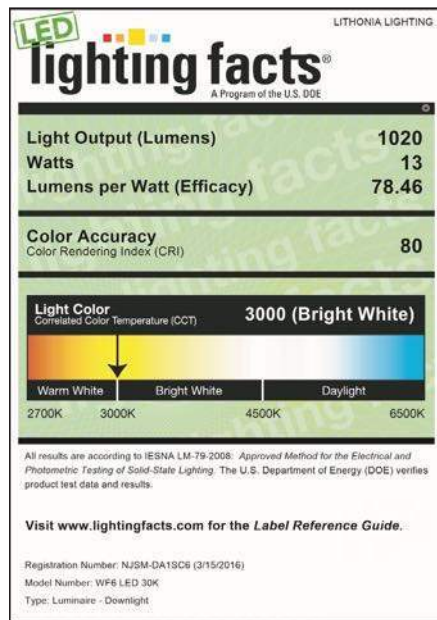 LITHONIA LIGHTING
LED
lighting facts®
A Program of the U.S. DOE
Light Output (Lumens) 1020
Watts 13
Lumens per Watt (Efficacy) 78.46
Color Accuracy
Color Rendering Index (CRI) 80
Light Color
Correlated Color Temperature (CCT) 3000 (Bright White)
Warm White Bright White Daylight
2700K 3000K 4500K 6500K
All results are according to IESNA LM-79-2008: Approved Method for the Electrical and
Photometric Testing of Solid-State Lighting. The U.S. Department of Energy (DOE) verifies
product test data and results.
Visit www.lightingfacts.com for the Label Reference Guide.
Registration Number: NJSM-DA1SC6 (3/15/2016)
Model Number: WF6 LED 30K
Type: Luminaire - Downlight